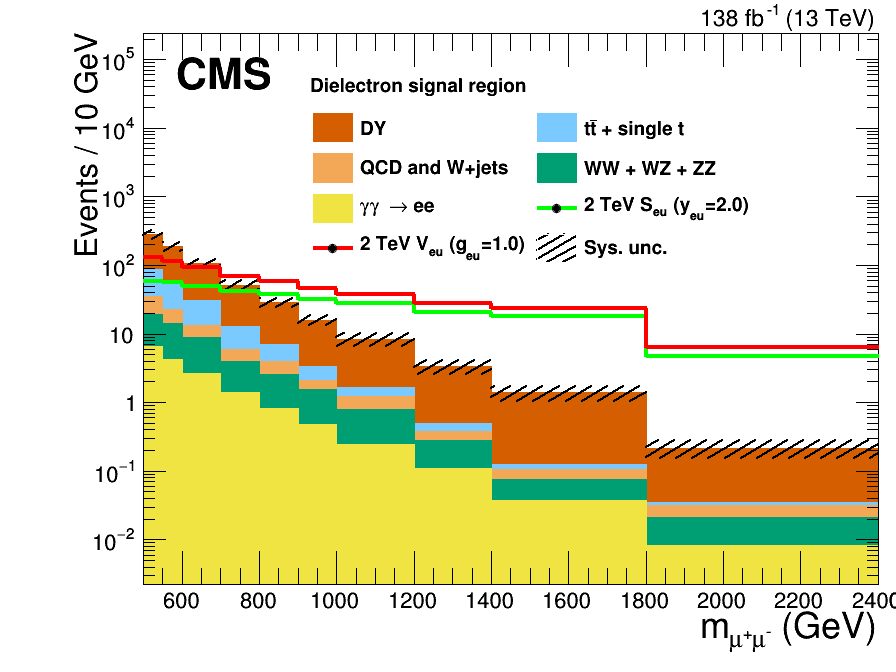 138 fb⁻¹ (13 TeV)
CMS
Dielectron signal region
DY
tt̄ + single t
QCD and W+jets
WW + WZ + ZZ
γγ → ee
2 TeV S_eu (y_eu=2.0)
2 TeV V_eu (g_eu=1.0)
Sys. unc.
Events / 10 GeV
10⁵
10⁴
10³
10²
10
1
10⁻¹
10⁻²
600 800 1000 1200 1400 1600 1800 2000 2200 2400
m_μ⁺μ⁻ (GeV)